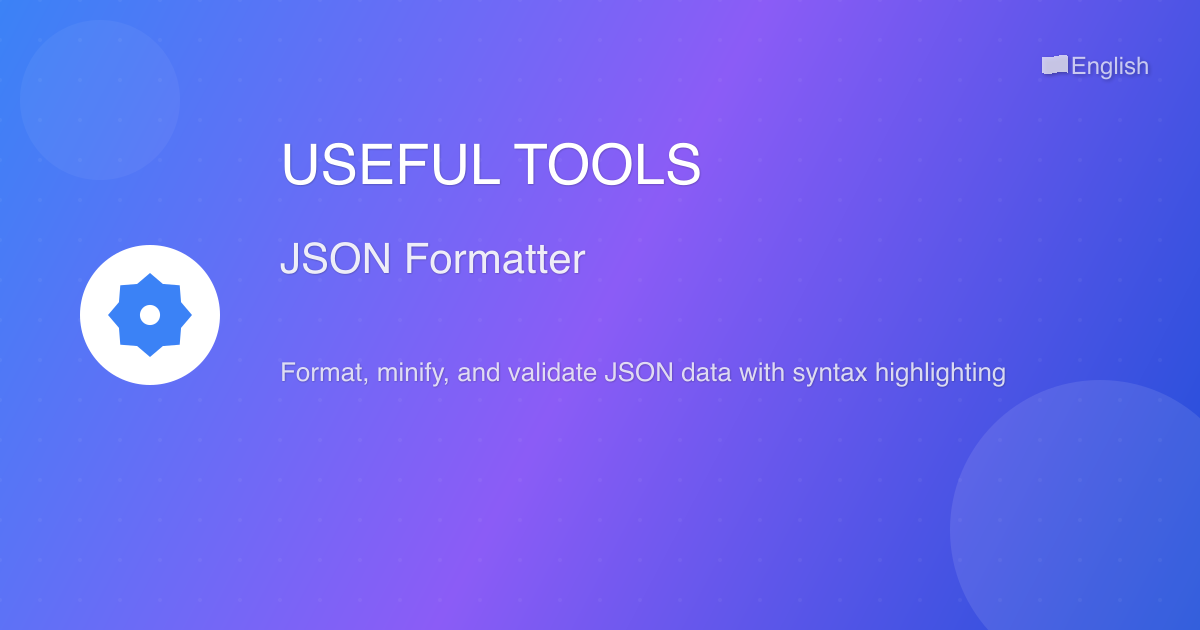 English
USEFUL TOOLS
JSON Formatter
Format, minify, and validate JSON data with syntax highlighting